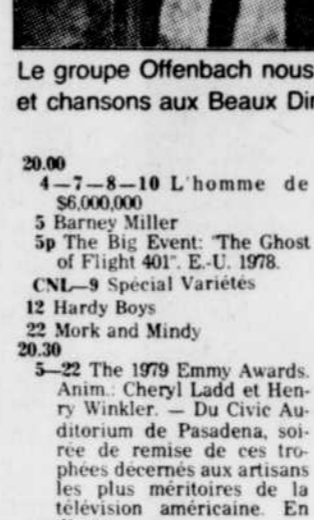 Le groupe Offenbach nous
et chansons aux Beaux Dir
20.00
4—7—8—10 L'homme de
$6,000,000
5 Barney Miller
5p The Big Event: "The Ghost
of Flight 401". E.-U. 1978.
CNL—9 Spécial Variétés
12 Hardy Boys
22 Mork and Mindy
20.30
5—22 The 1979 Emmy Awards.
Anim.: Cheryl Ladd et Hen-
ry Winkler. — Du Civic Au-
ditorium de Pasadena, soi-
rée de remise de ces tro-
phées décernés aux artisans
les plus méritoires de la
télévision américaine. En